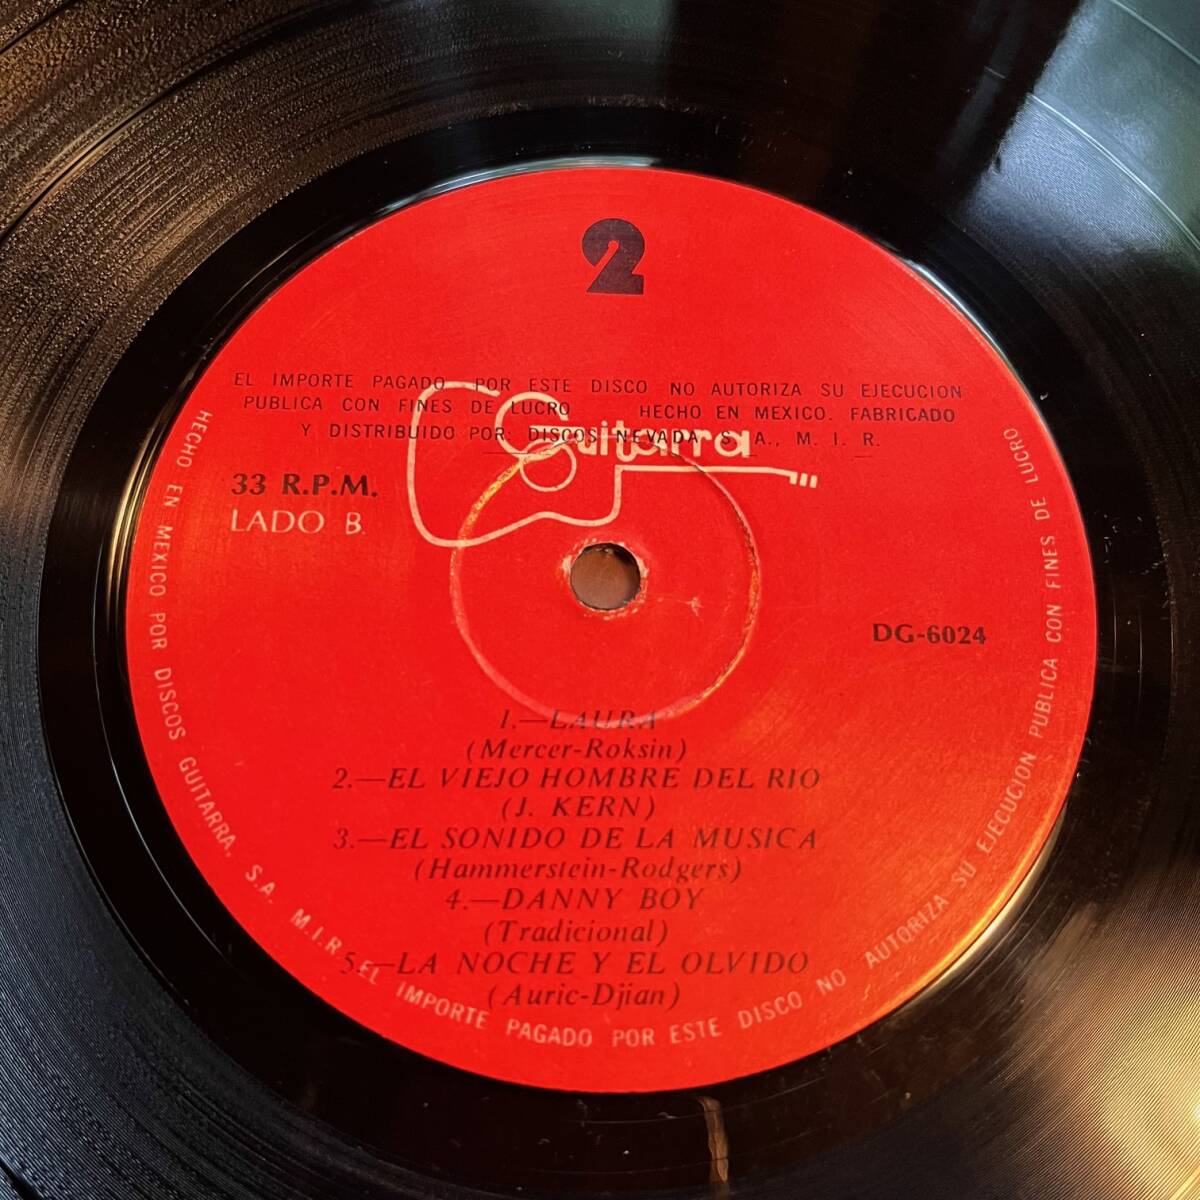 2
EL IMPORTE PAGADO POR ESTE DISCO NO AUTORIZA SU EJECUCION
PUBLICA CON FINES DE LUCRO HECHO EN MEXICO. FABRICADO
Y DISTRIBUIDO POR: DISCOS NEVADA S. A., M. I. R.
Guitarra
33 R.P.M.
LADO B.
DG-6024
1.—LAURA
(Mercer-Roksin)
2.—EL VIEJO HOMBRE DEL RIO
(J. KERN)
3.—EL SONIDO DE LA MUSICA
(Hammerstein-Rodgers)
4.—DANNY BOY
(Tradicional)
5.—LA NOCHE Y EL OLVIDO
(Auric-Djian)
HECHO EN MEXICO POR DISCOS GUITARRA, S.A. M.I.R. EL IMPORTE PAGADO POR ESTE DISCO NO AUTORIZA SU EJECUCION PUBLICA CON FINES DE LUCRO